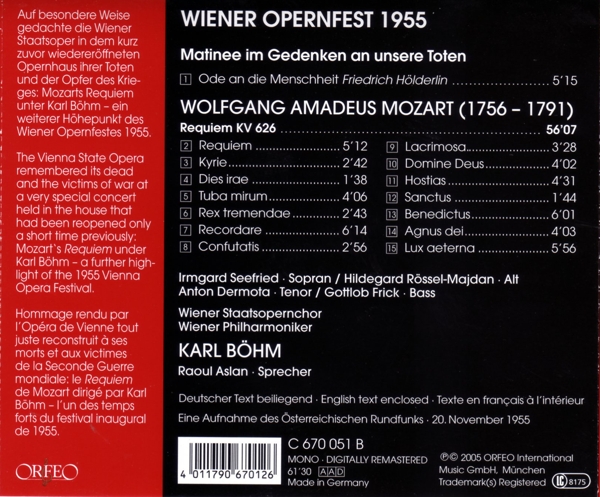 Auf besondere Weise
gedachte die Wiener
Staatsoper in dem kurz
zuvor wiedereröffneten
Opernhaus ihrer Toten
und der Opfer des Krie-
ges: Mozarts Requiem
unter Karl Böhm – ein
weiterer Höhepunkt des
Wiener Opernfestes 1955.
The Vienna State Opera
remembered its dead
and the victims of war at
a very special concert
held in the house that
had been reopened only
a short time previously:
Mozart's Requiem under
Karl Böhm – a further high-
light of the 1955 Vienna
Opera Festival.
Hommage rendu par
l'Opéra de Vienne tout
juste reconstruit à ses
morts et aux victimes
de la Seconde Guerre
mondiale: le Requiem
de Mozart dirigé par Karl
Böhm – l'un des temps
forts du festival inaugural
de 1955.
ORFEO
WIENER OPERNFEST 1955
Matinee im Gedenken an unsere Toten
1 Ode an die Menschheit Friedrich Hölderlin 5'15
WOLFGANG AMADEUS MOZART (1756 – 1791)
Requiem KV 626 56'07
2 Requiem 5'12
3 Kyrie 2'42
4 Dies irae 1'38
5 Tuba mirum 4'06
6 Rex tremendae 2'43
7 Recordare 6'14
8 Confutatis 2'56
9 Lacrimosa 3'28
10 Domine Deus 4'02
11 Hostias 4'31
12 Sanctus 1'44
13 Benedictus 6'01
14 Agnus dei 4'03
15 Lux aeterna 5'56
Irmgard Seefried · Sopran / Hildegard Rössel-Majdan · Alt
Anton Dermota · Tenor / Gottlob Frick · Bass
Wiener Staatsopernchor
Wiener Philharmoniker
KARL BÖHM
Raoul Aslan · Sprecher
Deutscher Text beiliegend · English text enclosed · Texte en français à l'intérieur
Eine Aufnahme des Österreichischen Rundfunks · 20. November 1955
4 011790 670126
C 670 051 B
MONO · DIGITALLY REMASTERED
61'30 AAD
Made in Germany
℗© 2005 ORFEO International
Music GmbH, München
Trademark(s) Registered
LC 8175